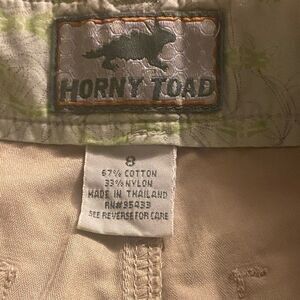 HORNY TOAD
8
67% COTTON
33% NYLON
MADE IN THAILAND
RN#95433
SEE REVERSE FOR CARE